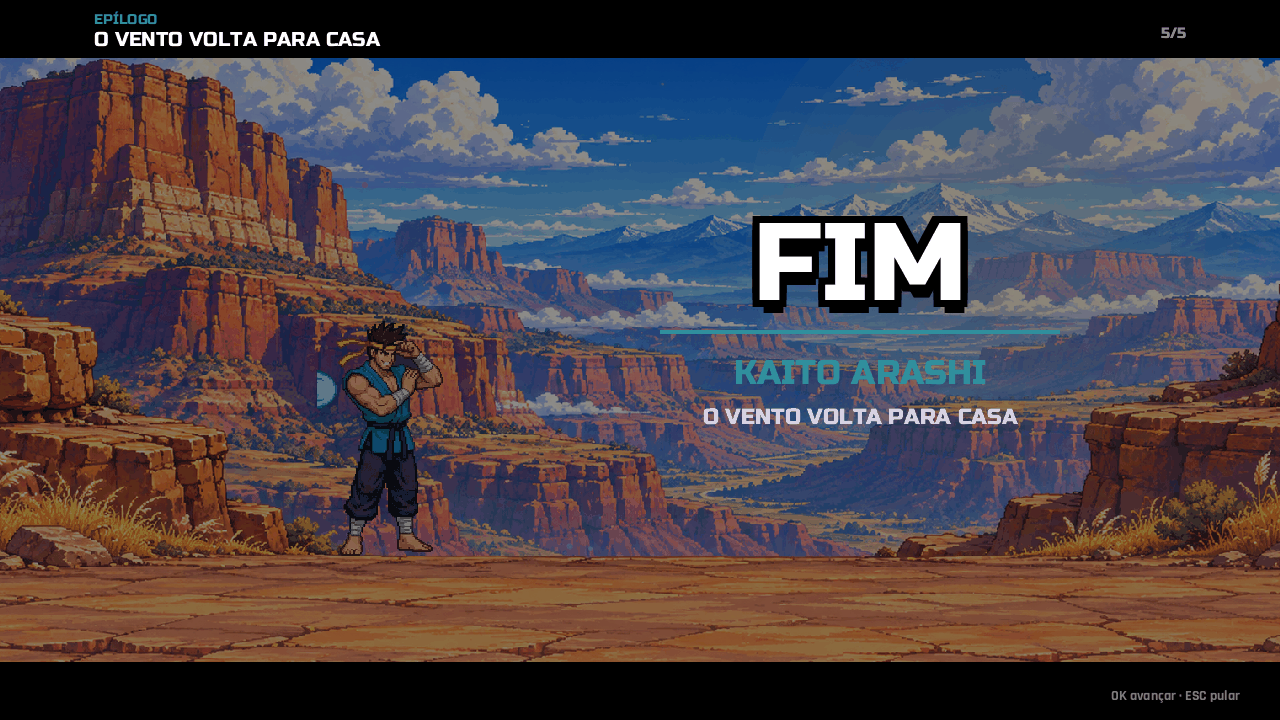 EPÍLOGO
O VENTO VOLTA PARA CASA
5/5
FIM
KAITO ARASHI
O VENTO VOLTA PARA CASA
OK avançar · ESC pular